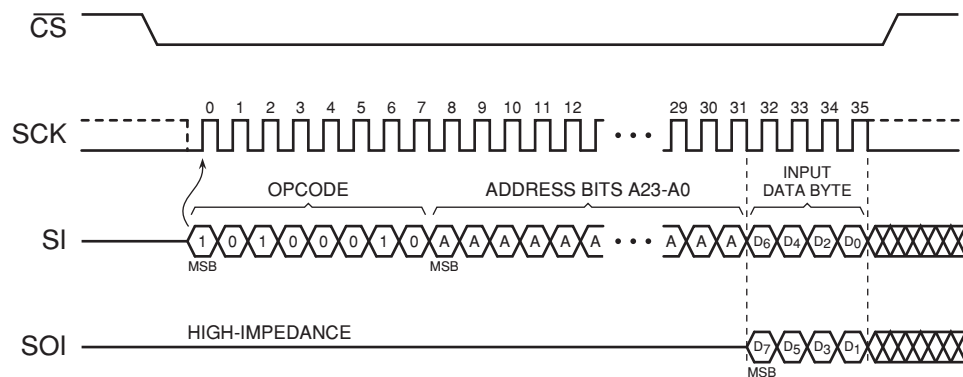 CS
SCK
0 1 2 3 4 5 6 7 8 9 10 11 12 29 30 31 32 33 34 35
OPCODE
ADDRESS BITS A23-A0
INPUT
DATA BYTE
SI
1 0 1 0 0 0 1 0 A A A A A A A A A D6 D4 D2 D0
MSB
MSB
HIGH-IMPEDANCE
SOI
D7 D5 D3 D1
MSB